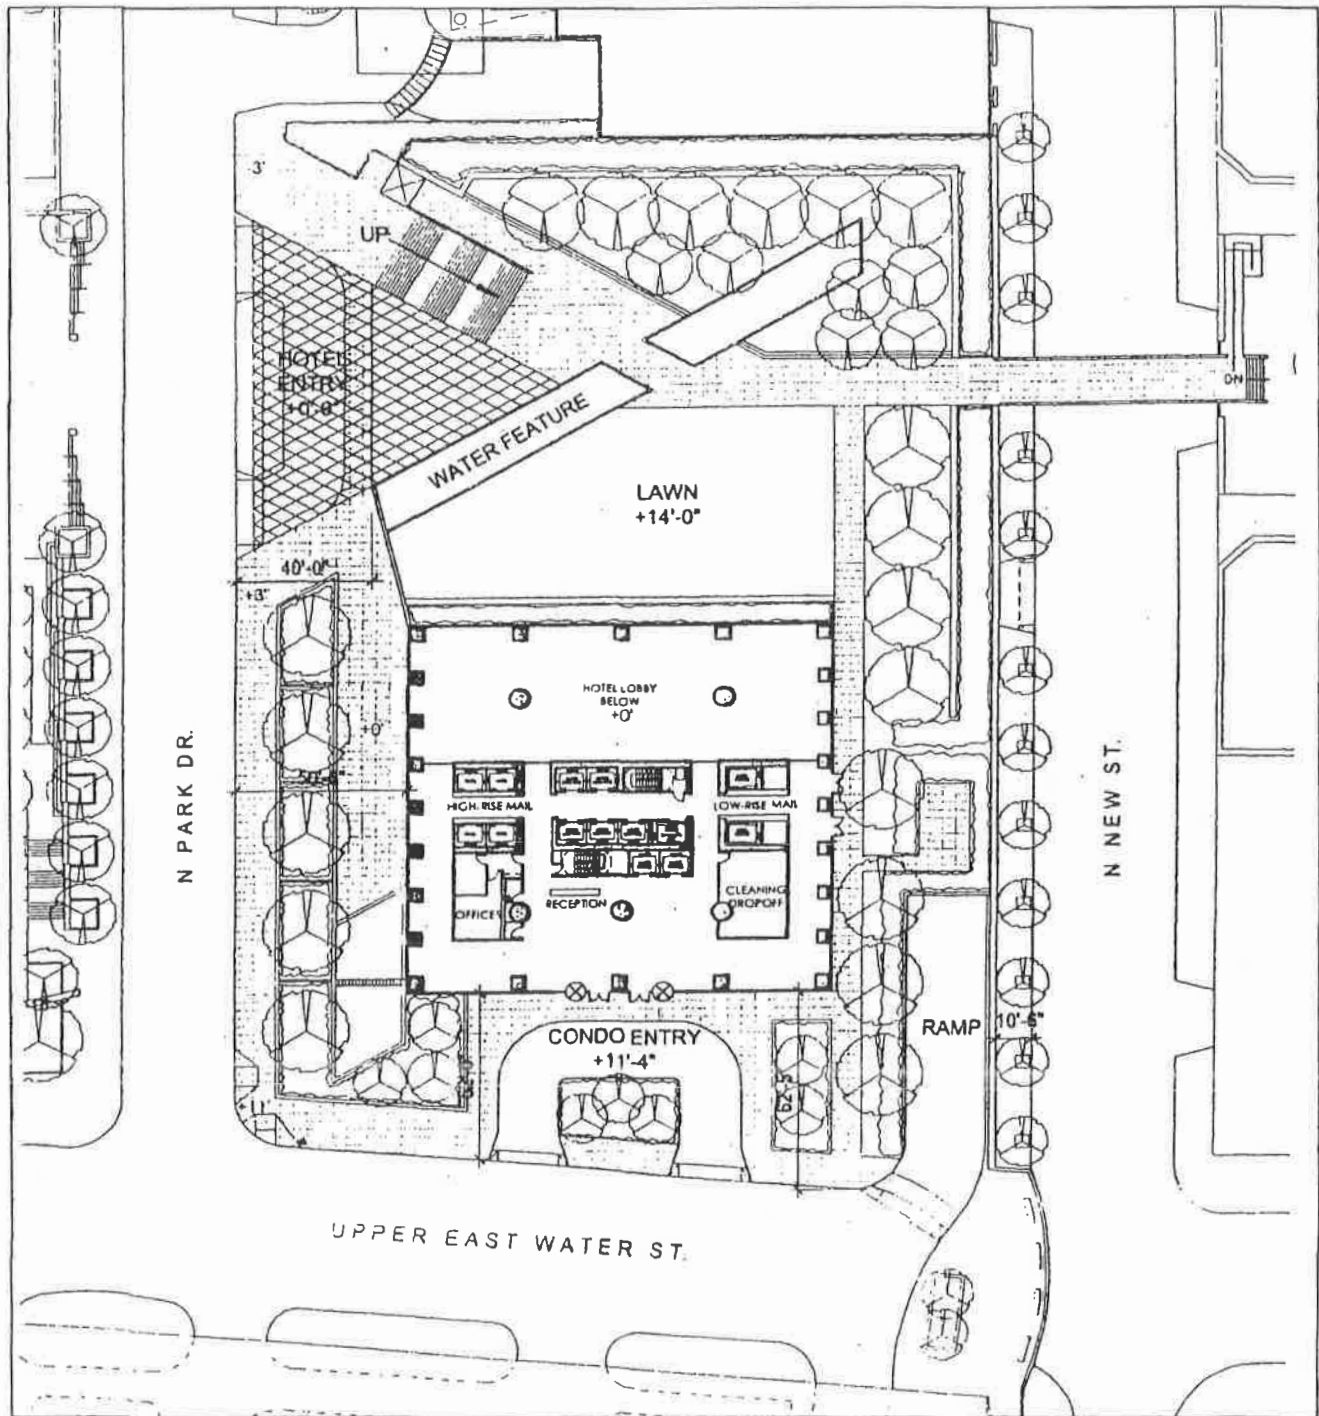 3'
UP
HOTEL
ENTRY
+0'-0"
WATER FEATURE
DN
LAWN
+14'-0"
40'-0"
+3"
HOTEL LOBBY
BELOW
+0'
+0'
N PARK DR.
N NEW ST.
HIGH-RISE MAIL
LOW-RISE MAIL
OFFICES
RECEPTION
CLEANING
DROPOFF
CONDO ENTRY
+11'-4"
RAMP
10'-6"
+11'
UPPER EAST WATER ST.